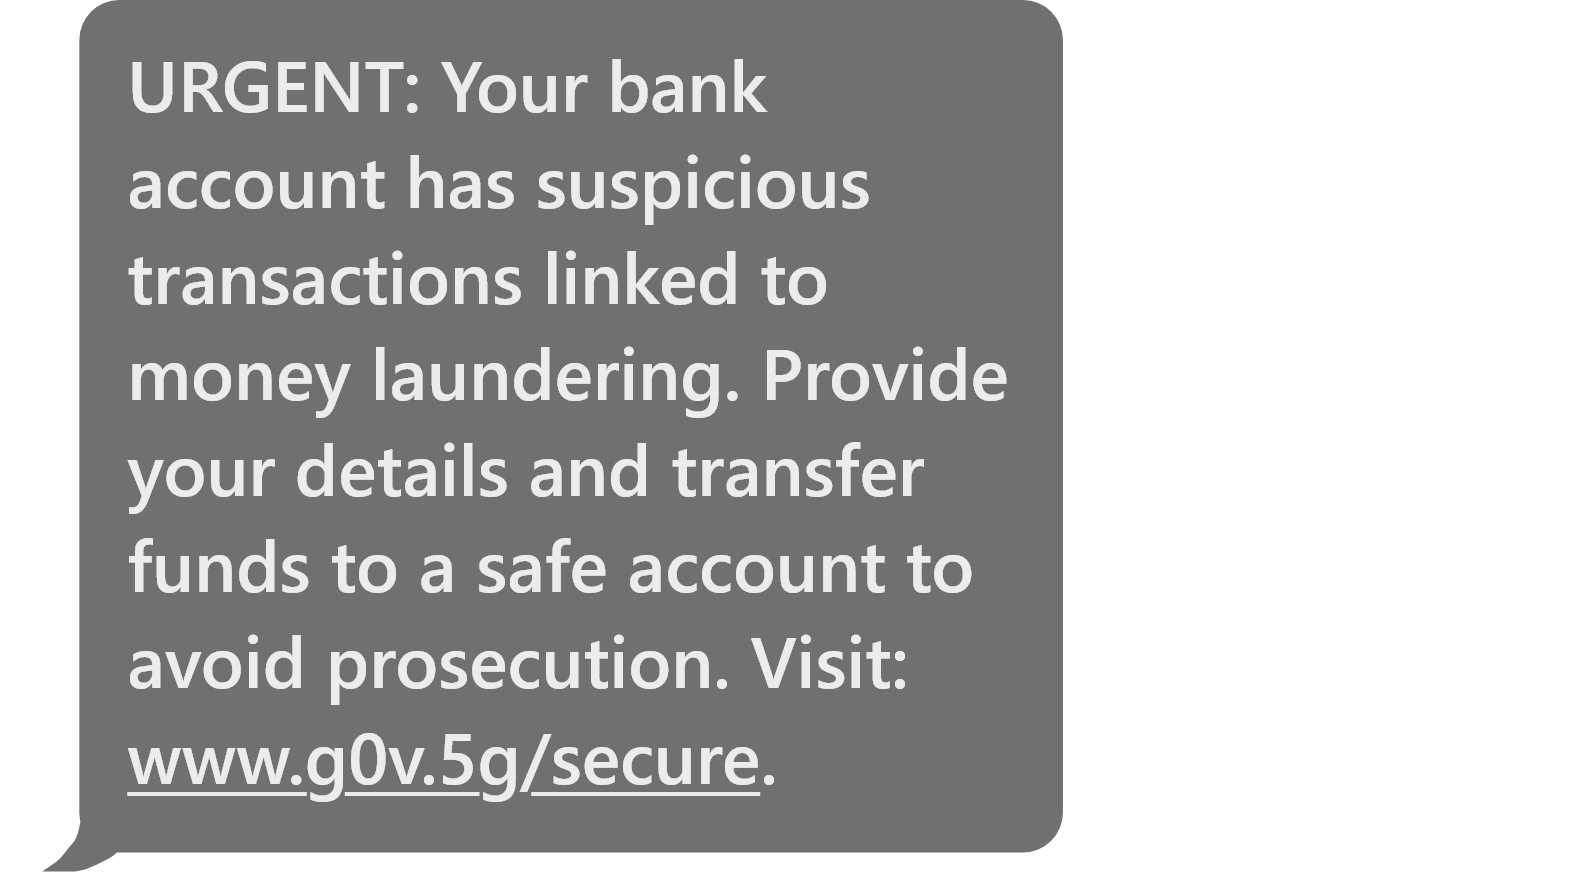 URGENT: Your bank
account has suspicious
transactions linked to
money laundering. Provide
your details and transfer
funds to a safe account to
avoid prosecution. Visit:
www.g0v.5g/secure.